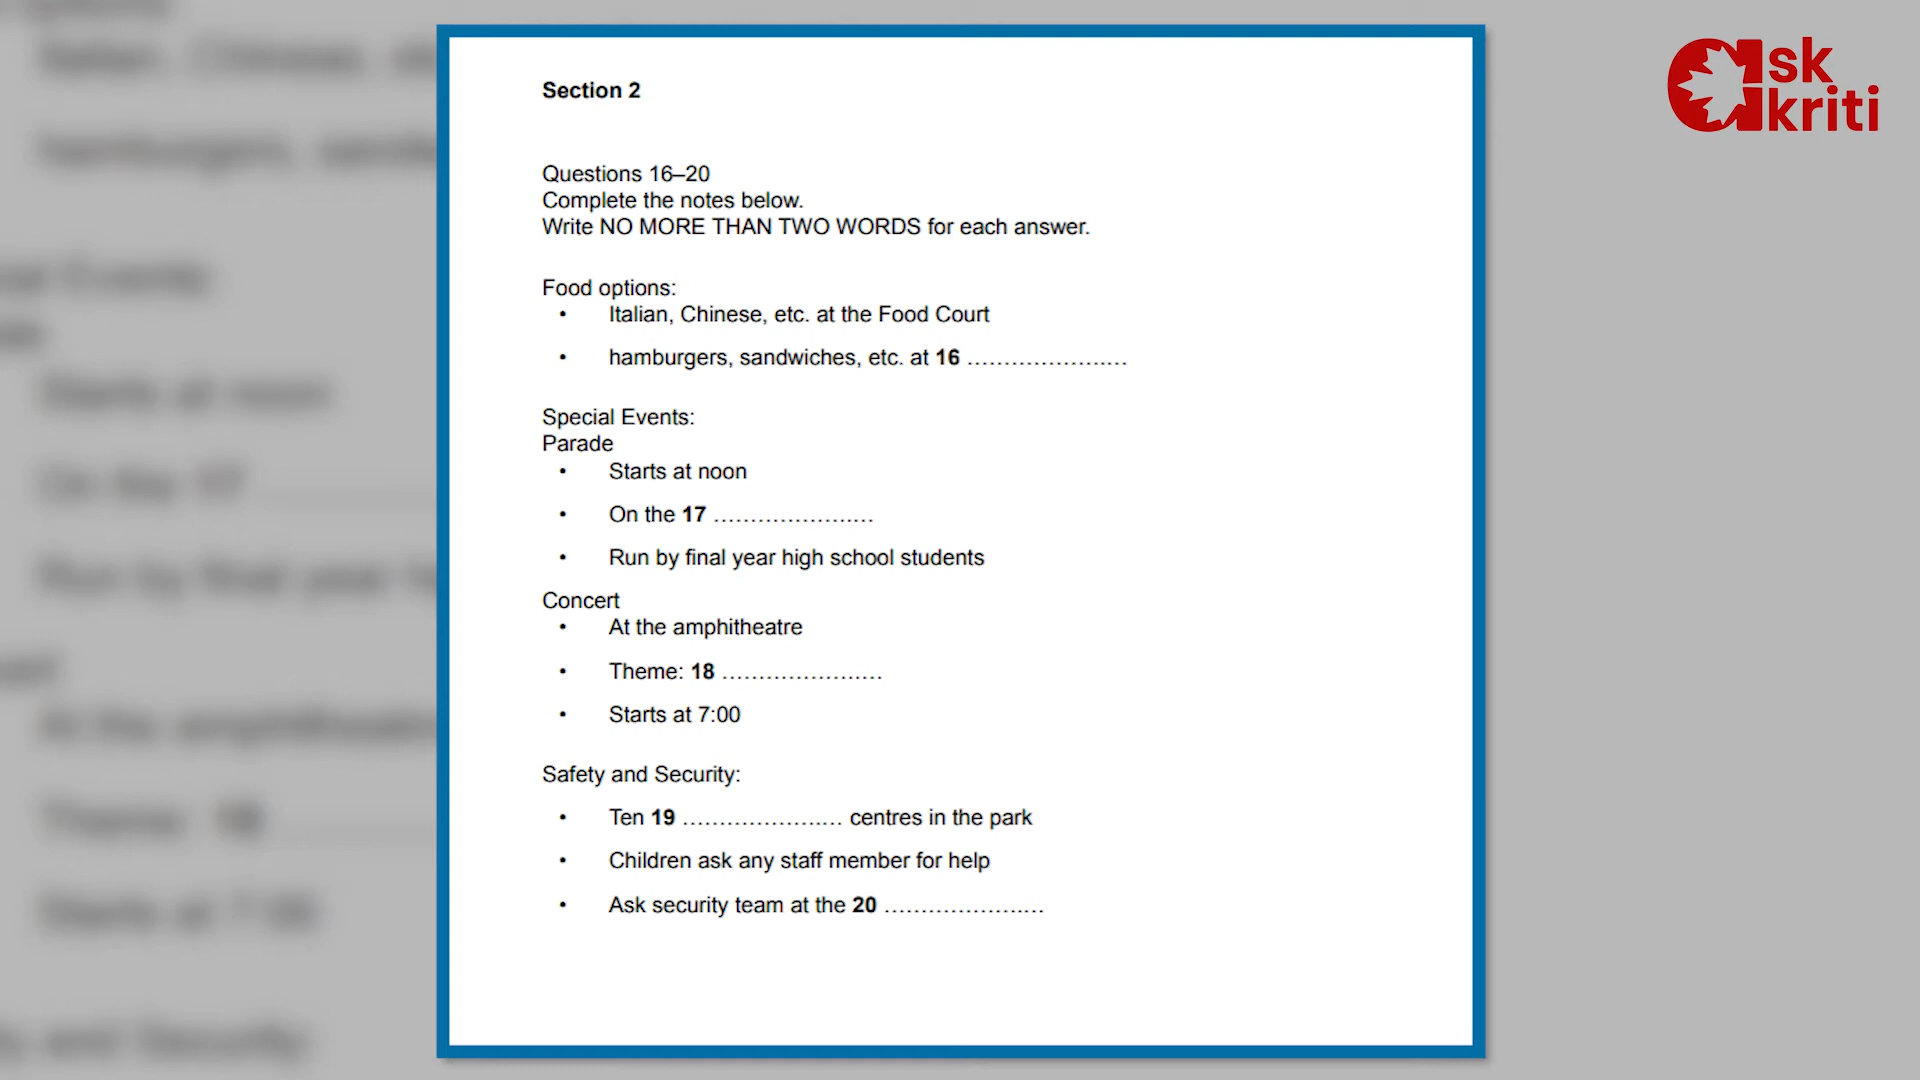 ask
kriti
Section 2
Questions 16–20
Complete the notes below.
Write NO MORE THAN TWO WORDS for each answer.
Food options:
• Italian, Chinese, etc. at the Food Court
• hamburgers, sandwiches, etc. at 16 ........................
Special Events:
Parade
• Starts at noon
• On the 17 ........................
• Run by final year high school students
Concert
• At the amphitheatre
• Theme: 18 ........................
• Starts at 7:00
Safety and Security:
• Ten 19 ........................ centres in the park
• Children ask any staff member for help
• Ask security team at the 20 ........................